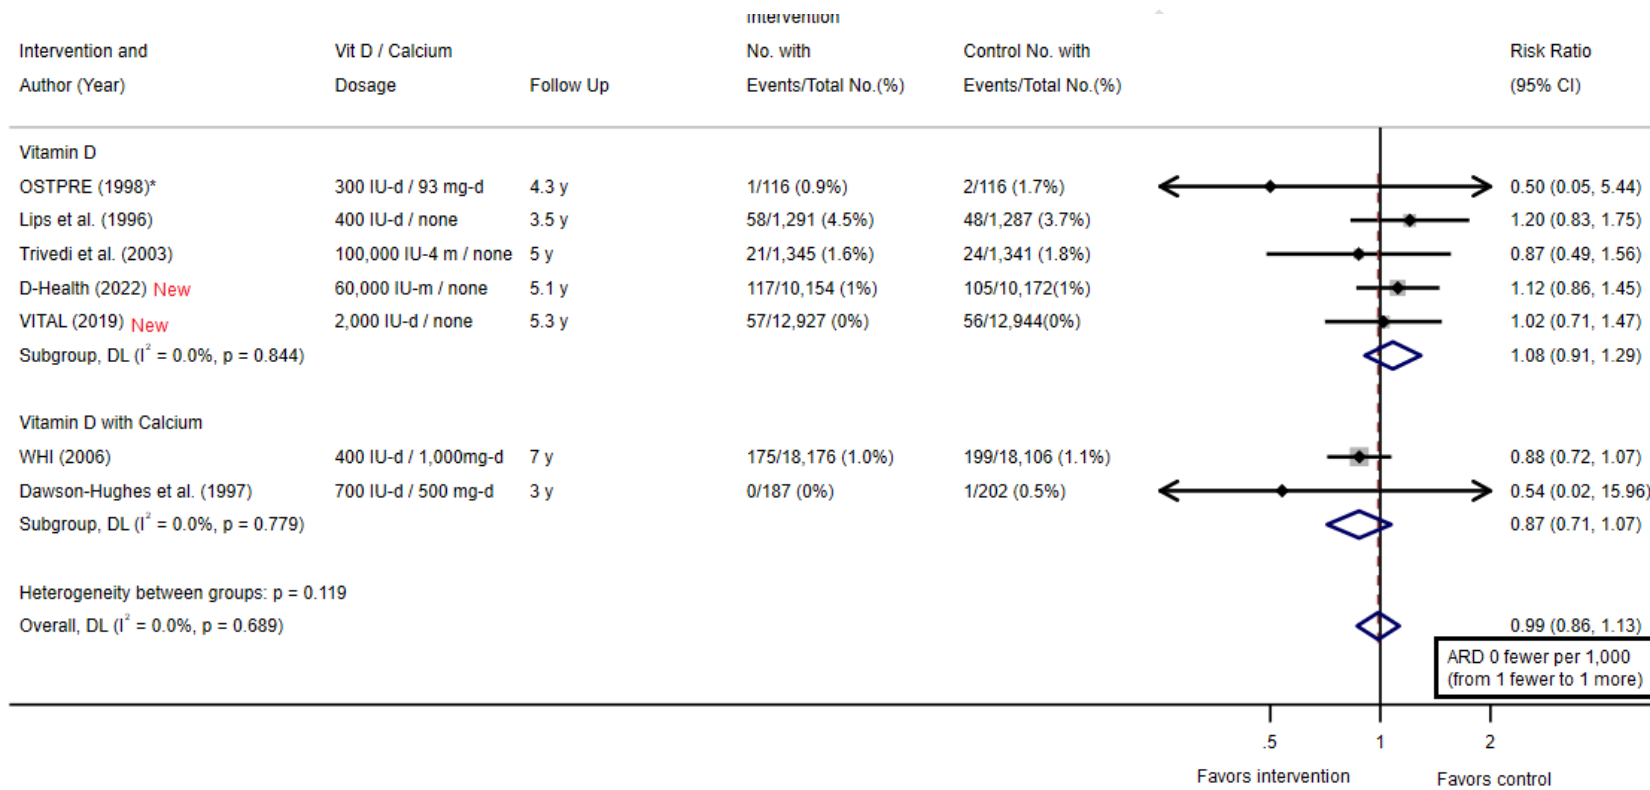 Intervention
Intervention and Vit D / Calcium No. with Control No. with Risk Ratio
Author (Year) Dosage Follow Up Events/Total No.(%) Events/Total No.(%) (95% CI)
Vitamin D
OSTPRE (1998)* 300 IU-d / 93 mg-d 4.3 y 1/116 (0.9%) 2/116 (1.7%) 0.50 (0.05, 5.44)
Lips et al. (1996) 400 IU-d / none 3.5 y 58/1,291 (4.5%) 48/1,287 (3.7%) 1.20 (0.83, 1.75)
Trivedi et al. (2003) 100,000 IU-4 m / none 5 y 21/1,345 (1.6%) 24/1,341 (1.8%) 0.87 (0.49, 1.56)
D-Health (2022) New 60,000 IU-m / none 5.1 y 117/10,154 (1%) 105/10,172(1%) 1.12 (0.86, 1.45)
VITAL (2019) New 2,000 IU-d / none 5.3 y 57/12,927 (0%) 56/12,944(0%) 1.02 (0.71, 1.47)
Subgroup, DL (I² = 0.0%, p = 0.844) 1.08 (0.91, 1.29)
Vitamin D with Calcium
WHI (2006) 400 IU-d / 1,000mg-d 7 y 175/18,176 (1.0%) 199/18,106 (1.1%) 0.88 (0.72, 1.07)
Dawson-Hughes et al. (1997) 700 IU-d / 500 mg-d 3 y 0/187 (0%) 1/202 (0.5%) 0.54 (0.02, 15.96)
Subgroup, DL (I² = 0.0%, p = 0.779) 0.87 (0.71, 1.07)
Heterogeneity between groups: p = 0.119
Overall, DL (I² = 0.0%, p = 0.689) 0.99 (0.86, 1.13)
ARD 0 fewer per 1,000
(from 1 fewer to 1 more)
.5 1 2
Favors intervention Favors control